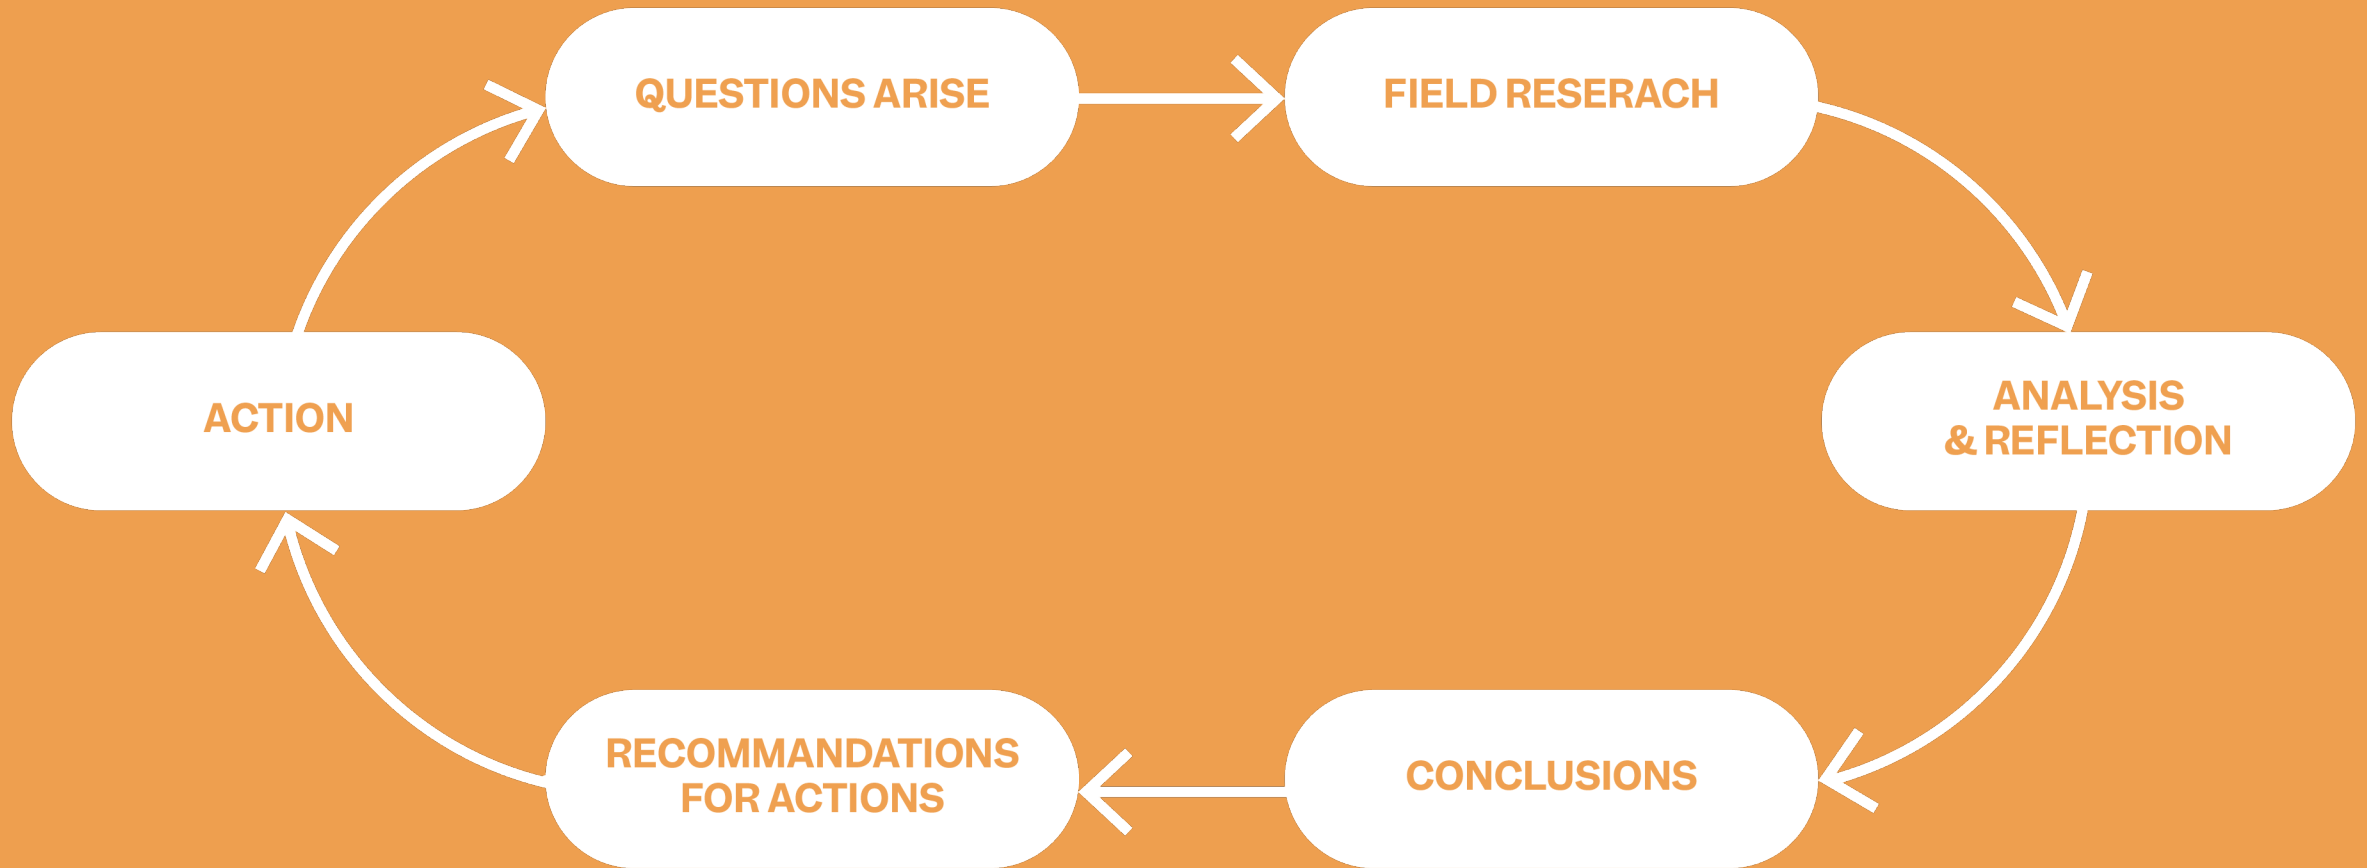 QUESTIONS ARISE
FIELD RESERACH
ACTION
ANALYSIS
& REFLECTION
RECOMMANDATIONS
FOR ACTIONS
CONCLUSIONS